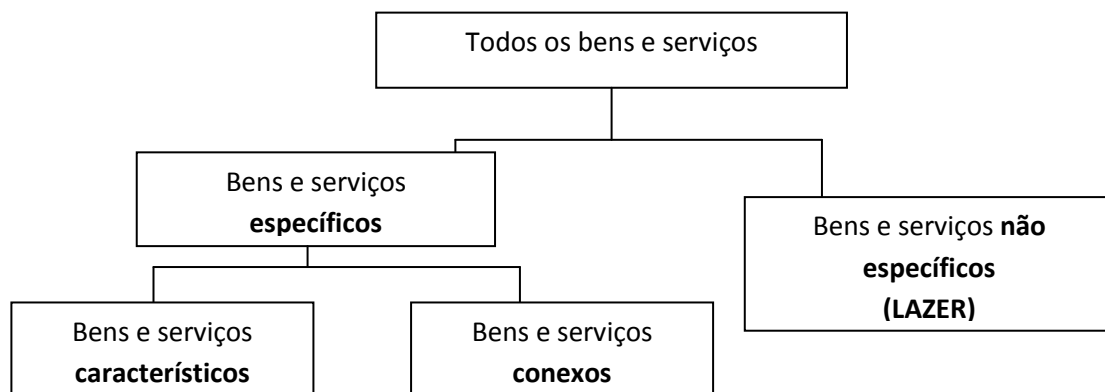 Todos os bens e serviços
Bens e serviços
específicos
Bens e serviços não
específicos
(LAZER)
Bens e serviços
característicos
Bens e serviços
conexos